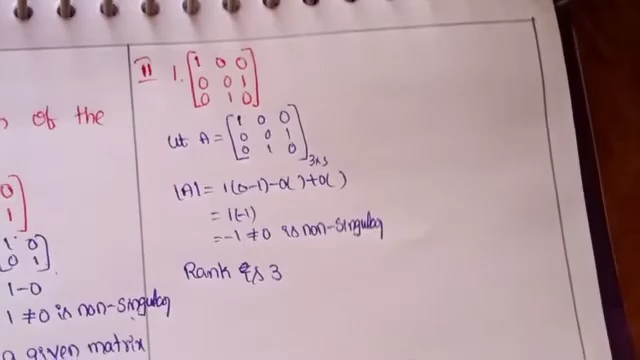 of the
0
1
1 0
0 1
1-0
1 ≠0 is non-singular
a given matrix
II 1. [1 0 0
0 0 1
0 1 0]
Let A = [1 0 0
0 0 1
0 1 0] 3x3
|A| = 1(0-1)-0( )+0( )
= 1(-1)
= -1 ≠0 is non-singular
Rank is 3